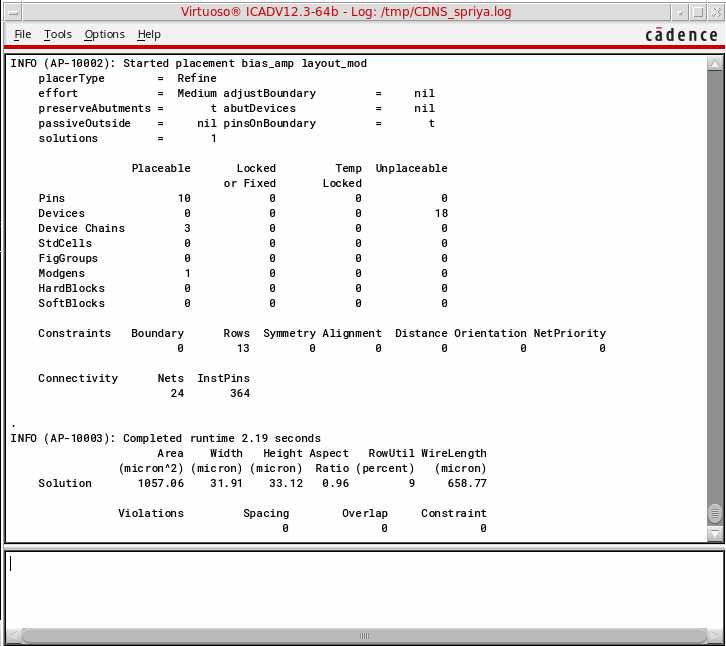 Virtuoso® ICADV12.3-64b - Log: /tmp/CDNS_spriya.log
File Tools Options Help cādence
INFO (AP-10002): Started placement bias_amp layout_mod
placerType = Refine
effort = Medium adjustBoundary = nil
preserveAbutments = t abutDevices = nil
passiveOutside = nil pinsOnBoundary = t
solutions = 1
Placeable Locked Temp Unplaceable
or Fixed Locked
Pins 10 0 0 0
Devices 0 0 0 18
Device Chains 3 0 0 0
StdCells 0 0 0 0
FigGroups 0 0 0 0
Modgens 1 0 0 0
HardBlocks 0 0 0 0
SoftBlocks 0 0 0 0
Constraints Boundary Rows Symmetry Alignment Distance Orientation NetPriority
0 13 0 0 0 0 0
Connectivity Nets InstPins
24 364
.
INFO (AP-10003): Completed runtime 2.19 seconds
Area Width Height Aspect RowUtil WireLength
(micron^2) (micron) (micron) Ratio (percent) (micron)
Solution 1057.06 31.91 33.12 0.96 9 658.77
Violations Spacing Overlap Constraint
0 0 0